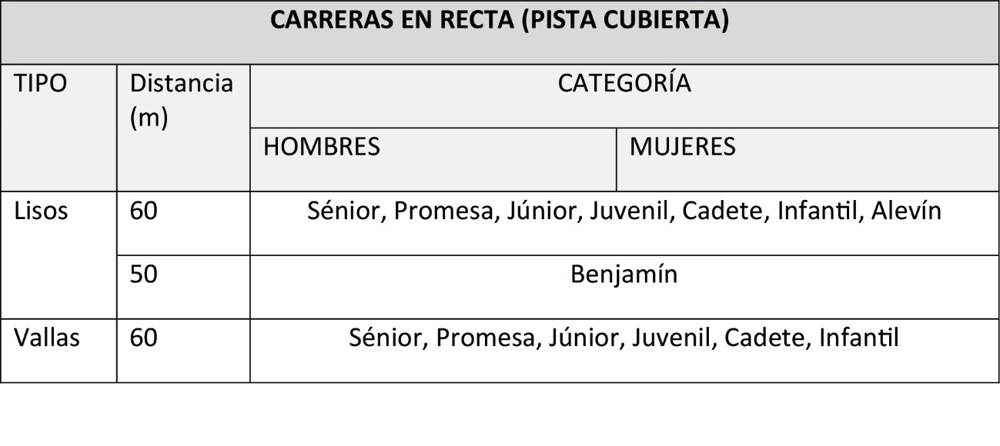 CARRERAS EN RECTA (PISTA CUBIERTA)
TIPO
Distancia
(m)
CATEGORÍA
HOMBRES
MUJERES
Lisos
60
Sénior, Promesa, Júnior, Juvenil, Cadete, Infantil, Alevín
50
Benjamín
Vallas
60
Sénior, Promesa, Júnior, Juvenil, Cadete, Infantil